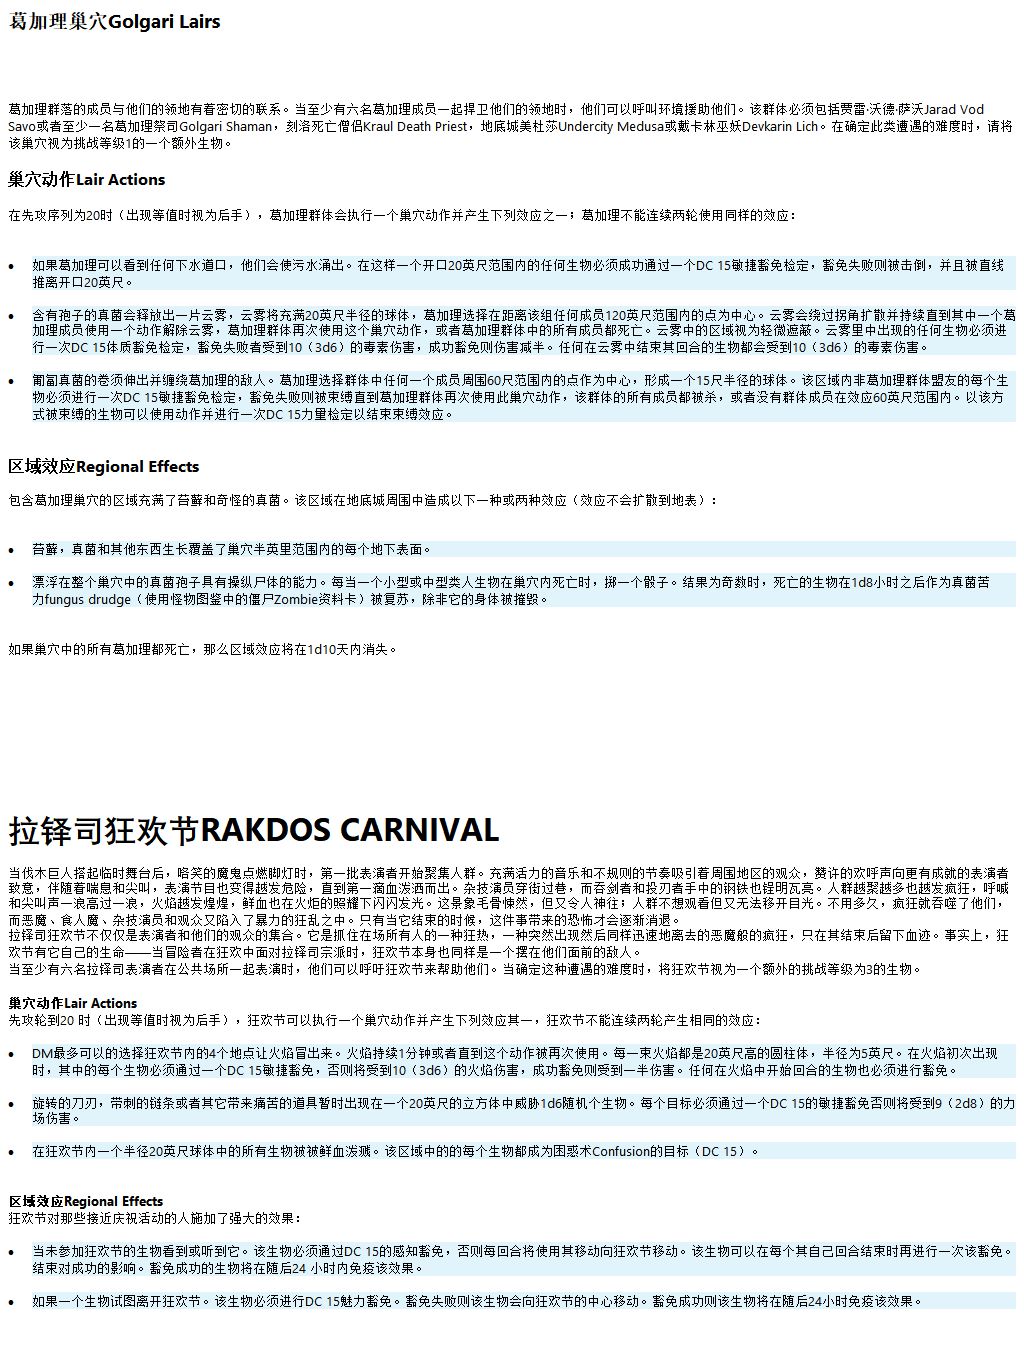 葛加理巢穴Golgari Lairs
葛加理群落的成员与他们的领地有着密切的联系。当至少有六名葛加理成员一起捍卫他们的领地时，他们可以呼叫环境援助他们。该群体必须包括贾雷·沃德·萨沃Jarad Vod
Savo或者至少一名葛加理祭司Golgari Shaman，刻洛死亡僧侣Kraul Death Priest，地底城美杜莎Undercity Medusa或戴卡林巫妖Devkarin Lich。在确定此类遭遇的难度时，请将
该巢穴视为挑战等级1的一个额外生物。
巢穴动作Lair Actions
在先攻序列为20时（出现等值时视为后手），葛加理群体会执行一个巢穴动作并产生下列效应之一；葛加理不能连续两轮使用同样的效应：
• 如果葛加理可以看到任何下水道口，他们会使污水涌出。在这样一个开口20英尺范围内的任何生物必须成功通过一个DC 15敏捷豁免检定，豁免失败则被击倒，并且被直线
推离开口20英尺。
• 含有孢子的真菌会释放出一片云雾，云雾将充满20英尺半径的球体，葛加理选择在距离该组任何成员120英尺范围内的点为中心。云雾会绕过拐角扩散并持续直到其中一个葛
加理成员使用一个动作解除云雾，葛加理群体再次使用这个巢穴动作，或者葛加理群体中的所有成员都死亡。云雾中的区域视为轻微遮蔽。云雾里中出现的任何生物必须进
行一次DC 15体质豁免检定，豁免失败者受到10（3d6）的毒素伤害，成功豁免则伤害减半。任何在云雾中结束其回合的生物都会受到10（3d6）的毒素伤害。
• 匍匐真菌的卷须伸出并缠绕葛加理的敌人。葛加理选择群体中任何一个成员周围60尺范围内的点作为中心，形成一个15尺半径的球体。该区域内非葛加理群体盟友的每个生
物必须进行一次DC 15敏捷豁免检定，豁免失败则被束缚直到葛加理群体再次使用此巢穴动作，该群体的所有成员都被杀，或者没有群体成员在效应60英尺范围内。以该方
式被束缚的生物可以使用动作并进行一次DC 15力量检定以结束束缚效应。
区域效应Regional Effects
包含葛加理巢穴的区域充满了苔藓和奇怪的真菌。该区域在地底城周围中造成以下一种或两种效应（效应不会扩散到地表）：
• 苔藓，真菌和其他东西生长覆盖了巢穴半英里范围内的每个地下表面。
• 漂浮在整个巢穴中的真菌孢子具有操纵尸体的能力。每当一个小型或中型类人生物在巢穴内死亡时，掷一个骰子。结果为奇数时，死亡的生物在1d8小时之后作为真菌苦
力fungus drudge（使用怪物图鉴中的僵尸Zombie资料卡）被复苏，除非它的身体被摧毁。
如果巢穴中的所有葛加理都死亡，那么区域效应将在1d10天内消失。
拉铎司狂欢节RAKDOS CARNIVAL
当伐木巨人搭起临时舞台后，咯笑的魔鬼点燃脚灯时，第一批表演者开始聚集人群。充满活力的音乐和不规则的节奏吸引着周围地区的观众，赞许的欢呼声向更有成就的表演者
致意，伴随着喘息和尖叫，表演节目也变得越发危险，直到第一滴血泼洒而出。杂技演员穿街过巷，而吞剑者和投刃者手中的钢铁也铿明瓦亮。人群越聚越多也越发疯狂，呼喊
和尖叫声一浪高过一浪，火焰越发煌煌，鲜血也在火炬的照耀下闪闪发光。这景象毛骨悚然，但又令人神往；人群不想观看但又无法移开目光。不用多久，疯狂就吞噬了他们，
而恶魔、食人魔、杂技演员和观众又陷入了暴力的狂乱之中。只有当它结束的时候，这件事带来的恐怖才会逐渐消退。
拉铎司狂欢节不仅仅是表演者和他们的观众的集合。它是抓住在场所有人的一种狂热，一种突然出现然后同样迅速地离去的恶魔般的疯狂，只在其结束后留下血迹。事实上，狂
欢节有它自己的生命——当冒险者在狂欢中面对拉铎司宗派时，狂欢节本身也同样是一个摆在他们面前的敌人。
当至少有六名拉铎司表演者在公共场所一起表演时，他们可以呼吁狂欢节来帮助他们。当确定这种遭遇的难度时，将狂欢节视为一个额外的挑战等级为3的生物。
巢穴动作Lair Actions
先攻轮到20 时（出现等值时视为后手），狂欢节可以执行一个巢穴动作并产生下列效应其一，狂欢节不能连续两轮产生相同的效应：
• DM最多可以的选择狂欢节内的4个地点让火焰冒出来。火焰持续1分钟或者直到这个动作被再次使用。每一束火焰都是20英尺高的圆柱体，半径为5英尺。在火焰初次出现
时，其中的每个生物必须通过一个DC 15敏捷豁免，否则将受到10（3d6）的火焰伤害，成功豁免则受到一半伤害。任何在火焰中开始回合的生物也必须进行豁免。
• 旋转的刀刃，带刺的链条或者其它带来痛苦的道具暂时出现在一个20英尺的立方体中威胁1d6随机个生物。每个目标必须通过一个DC 15的敏捷豁免否则将受到9（2d8）的力
场伤害。
• 在狂欢节内一个半径20英尺球体中的所有生物被被鲜血泼溅。该区域中的的每个生物都成为困惑术Confusion的目标（DC 15）。
区域效应Regional Effects
狂欢节对那些接近庆祝活动的人施加了强大的效果：
• 当未参加狂欢节的生物看到或听到它。该生物必须通过DC 15的感知豁免，否则每回合将使用其移动向狂欢节移动。该生物可以在每个其自己回合结束时再进行一次该豁免。
结束对成功的影响。豁免成功的生物将在随后24 小时内免疫该效果。
• 如果一个生物试图离开狂欢节。该生物必须进行DC 15魅力豁免。豁免失败则该生物会向狂欢节的中心移动。豁免成功则该生物将在随后24小时免疫该效果。